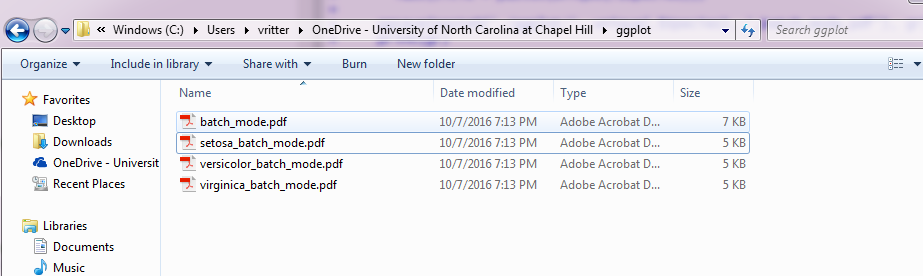 « Windows (C:) ▸ Users ▸ vritter ▸ OneDrive - University of North Carolina at Chapel Hill ▸ ggplot ▸
Search ggplot
Organize ▾ Include in library ▾ Share with ▾ Burn New folder
Favorites
Desktop
Downloads
OneDrive - Universit
Recent Places
Libraries
Documents
Music
Name Date modified Type Size
batch_mode.pdf 10/7/2016 7:13 PM Adobe Acrobat D... 7 KB
setosa_batch_mode.pdf 10/7/2016 7:13 PM Adobe Acrobat D... 5 KB
versicolor_batch_mode.pdf 10/7/2016 7:13 PM Adobe Acrobat D... 5 KB
virginica_batch_mode.pdf 10/7/2016 7:13 PM Adobe Acrobat D... 5 KB